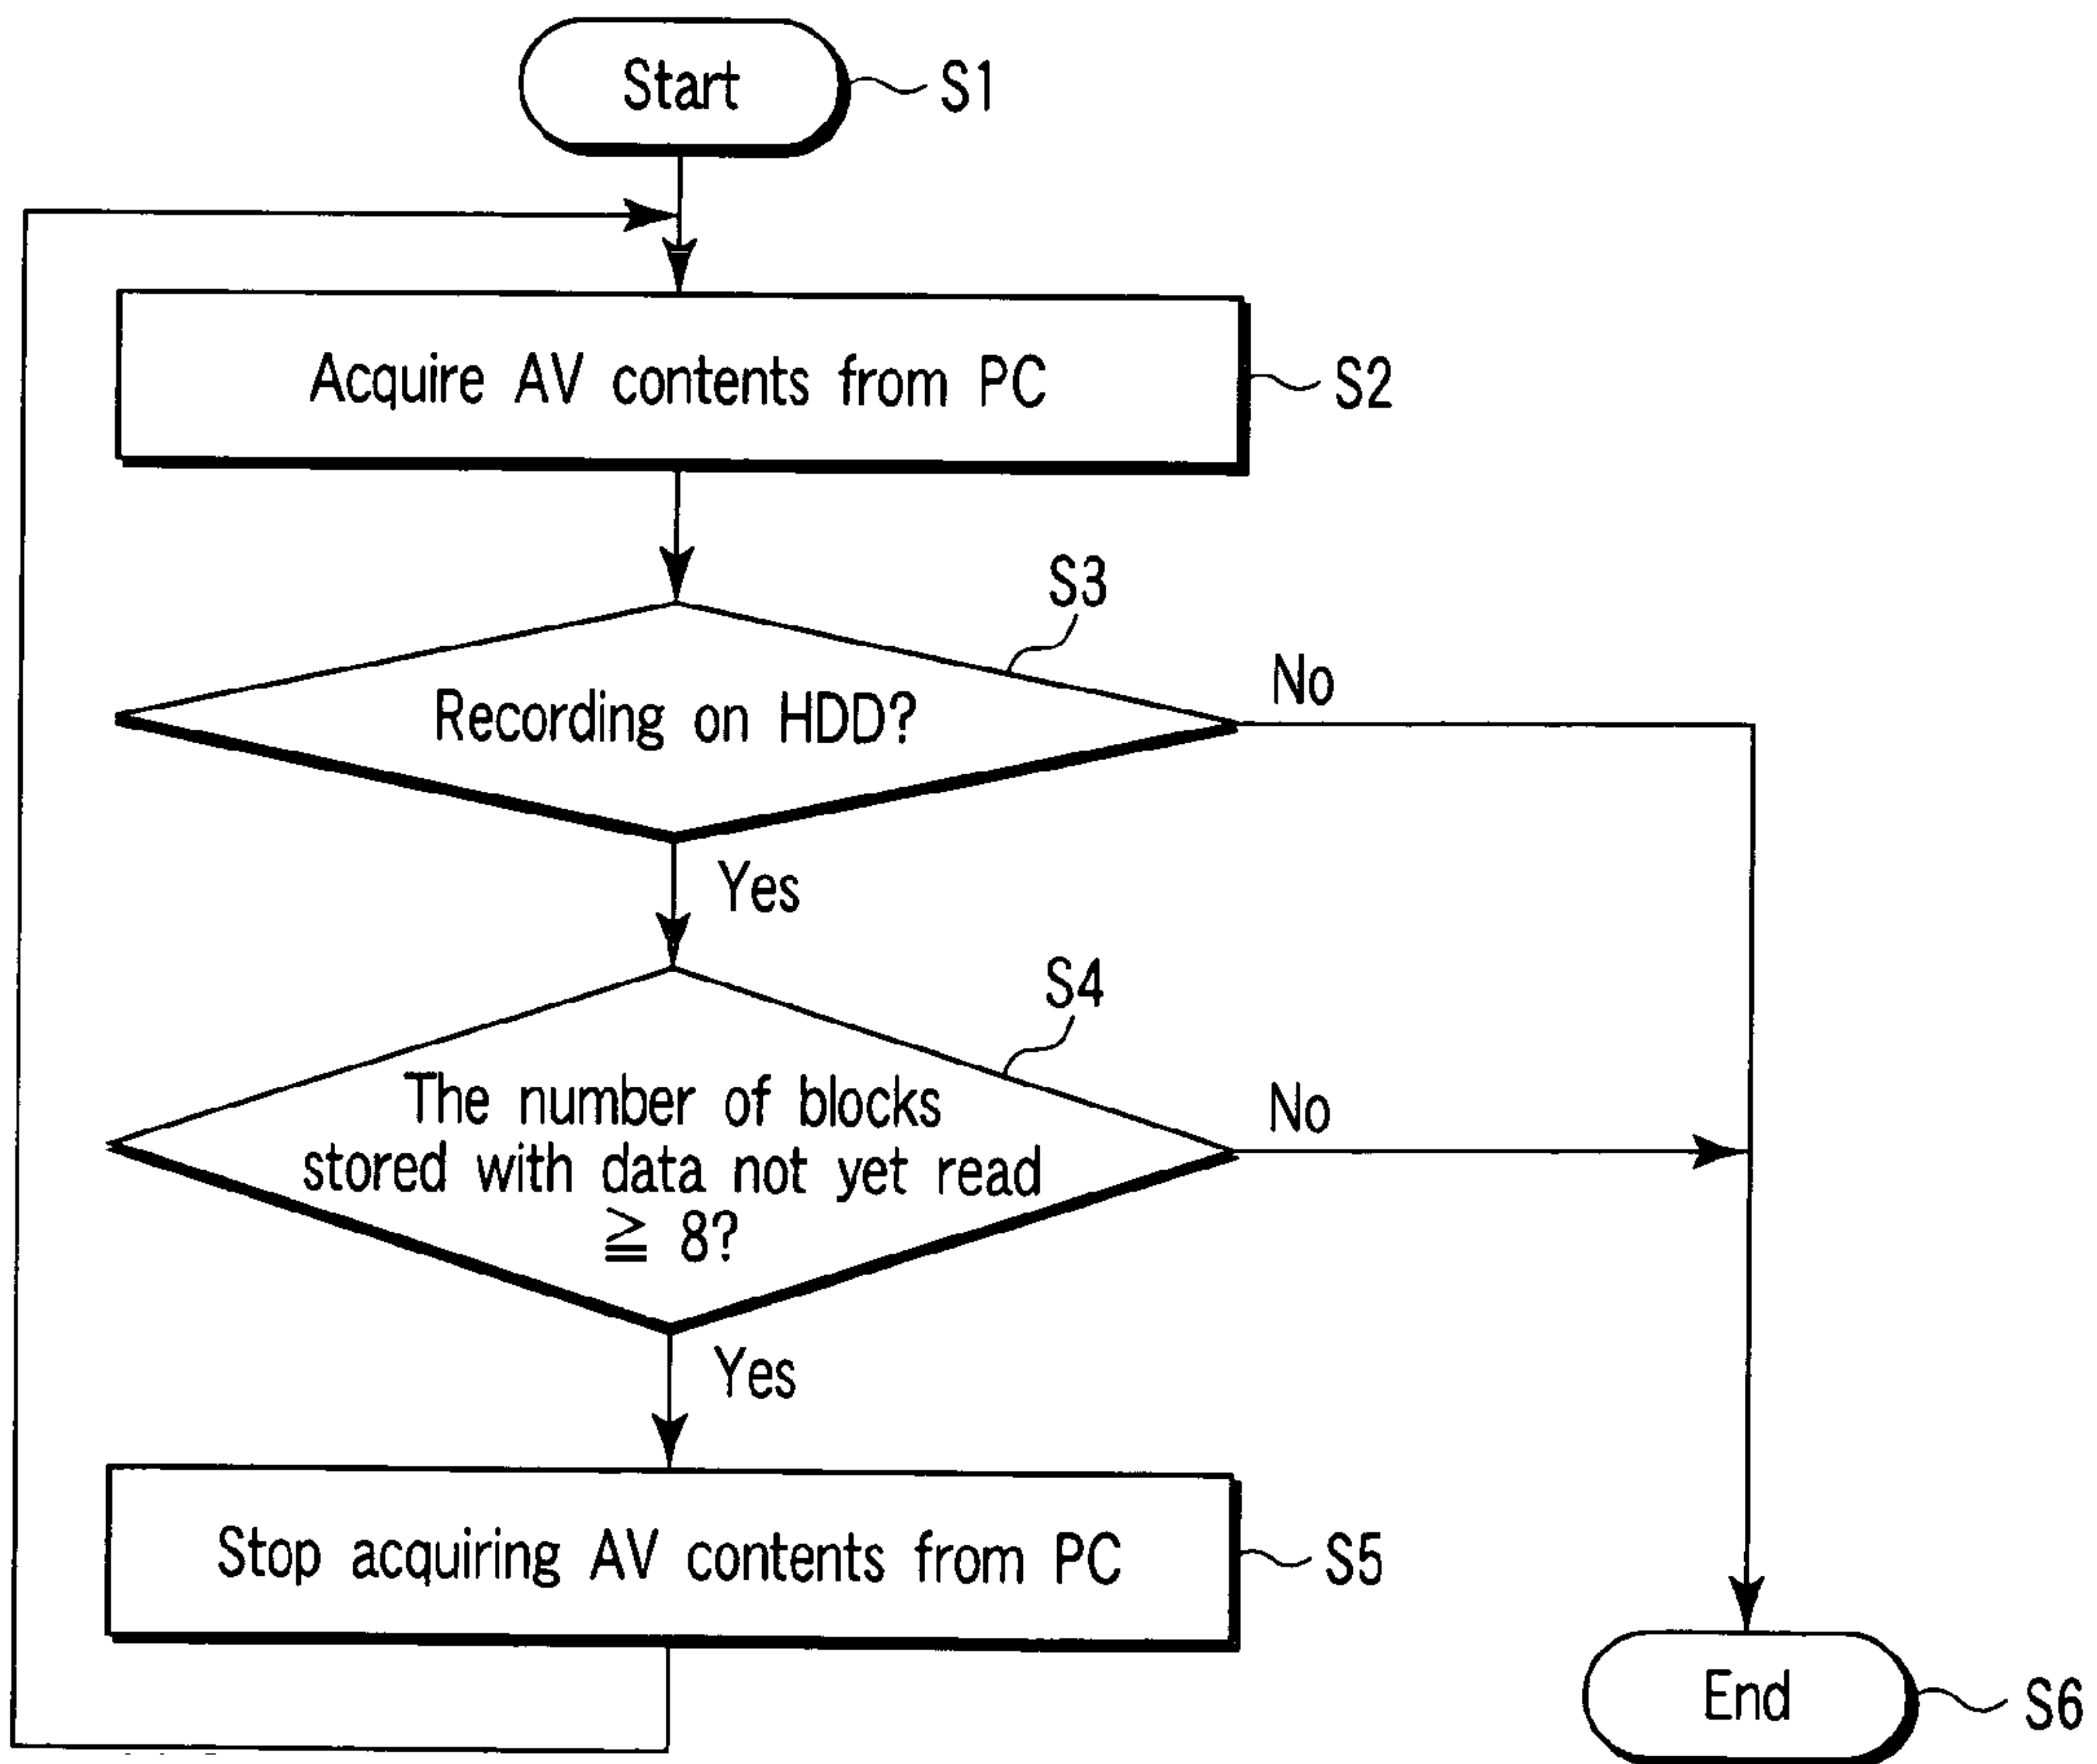 Start
S1
Acquire AV contents from PC
S2
S3
Recording on HDD?
No
Yes
S4
The number of blocks
stored with data not yet read
≧ 8?
No
Yes
Stop acquiring AV contents from PC
S5
End
S6